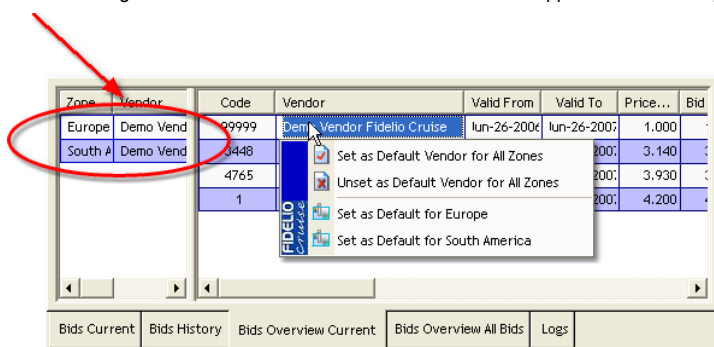 Zone Vendor Code Vendor Valid From Valid To Price... Bid
Europe Demo Vend 99999 Demo Vendor Fidelio Cruise Jun-26-2006 Jun-26-2007 1.000
South A Demo Vend 3448 3.140
4765 3.930
1 4.200
Set as Default Vendor for All Zones
Unset as Default Vendor for All Zones
Set as Default for Europe
Set as Default for South America
FIDELIO
Cruise
Bids Current Bids History Bids Overview Current Bids Overview All Bids Logs